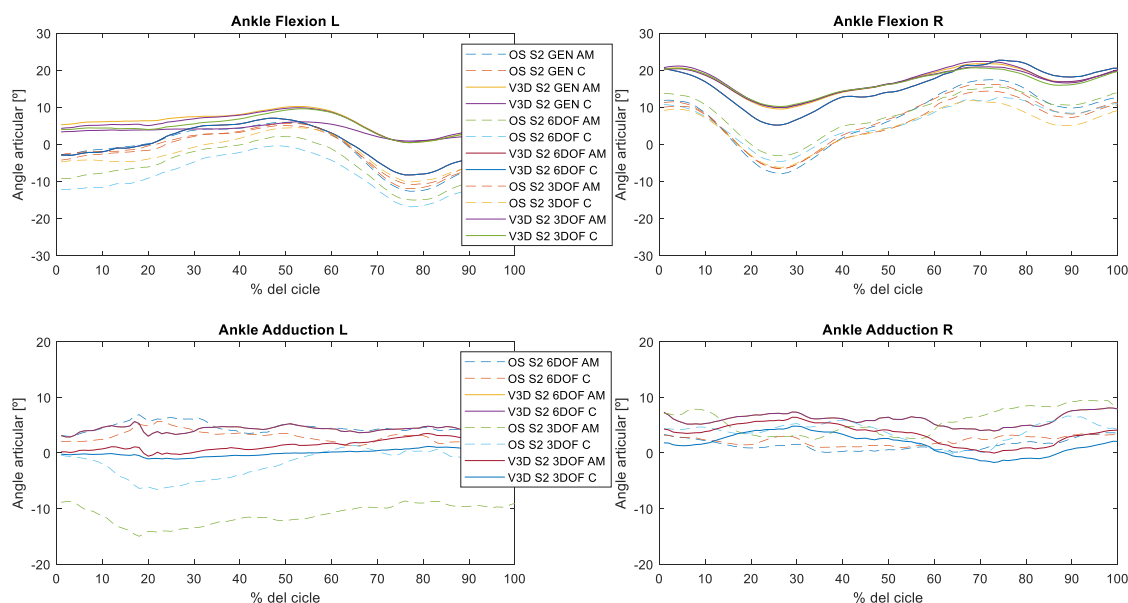 Ankle Flexion L
Angle articular [º]
30
20
10
0
-10
-20
-30
0 10 20 30 40 50 60 70 80 90 100
% del cicle
OS S2 GEN AM
OS S2 GEN C
V3D S2 GEN AM
V3D S2 GEN C
OS S2 6DOF AM
OS S2 6DOF C
V3D S2 6DOF AM
V3D S2 6DOF C
OS S2 3DOF AM
OS S2 3DOF C
V3D S2 3DOF AM
V3D S2 3DOF C
Ankle Flexion R
Angle articular [º]
30
20
10
0
-10
-20
-30
0 10 20 30 40 50 60 70 80 90 100
% del cicle
Ankle Adduction L
Angle articular [º]
20
10
0
-10
-20
0 10 20 30 40 50 60 70 80 90 100
% del cicle
OS S2 6DOF AM
OS S2 6DOF C
V3D S2 6DOF AM
V3D S2 6DOF C
OS S2 3DOF AM
OS S2 3DOF C
V3D S2 3DOF AM
V3D S2 3DOF C
Ankle Adduction R
Angle articular [º]
20
10
0
-10
-20
0 10 20 30 40 50 60 70 80 90 100
% del cicle